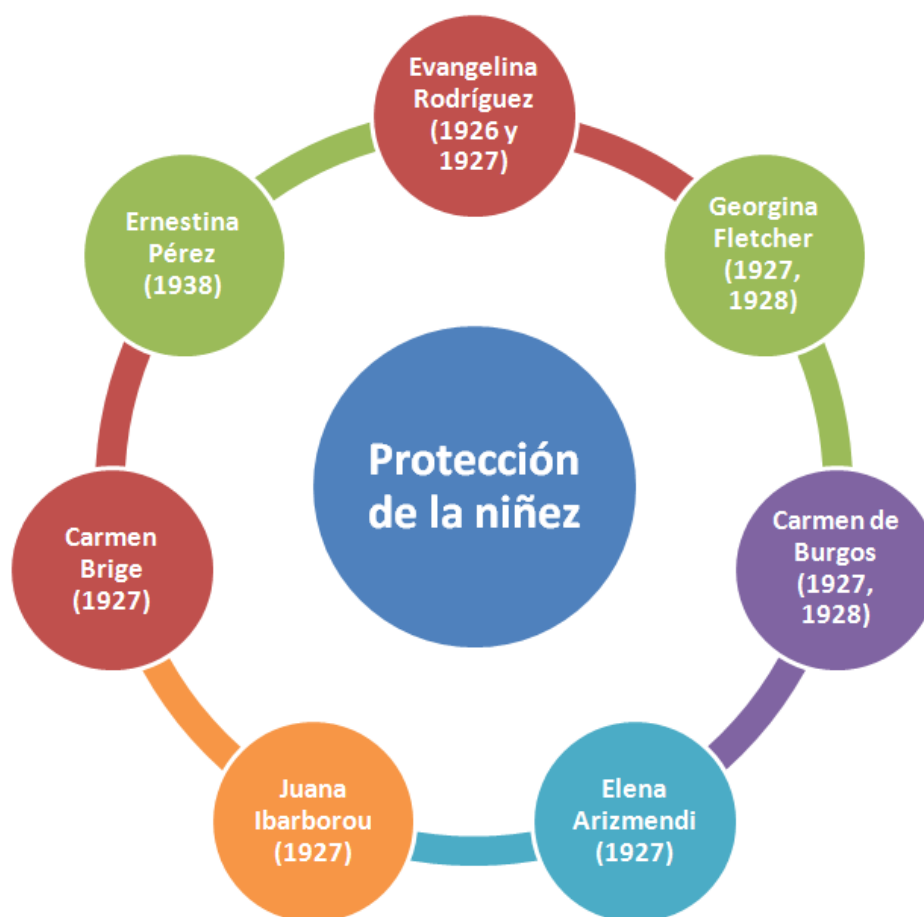 Evangelina
Rodríguez
(1926 y
1927)
Georgina
Fletcher
(1927,
1928)
Carmen de
Burgos
(1927,
1928)
Elena
Arizmendi
(1927)
Juana
Ibarborou
(1927)
Carmen
Brige
(1927)
Ernestina
Pérez
(1938)
Protección
de la niñez